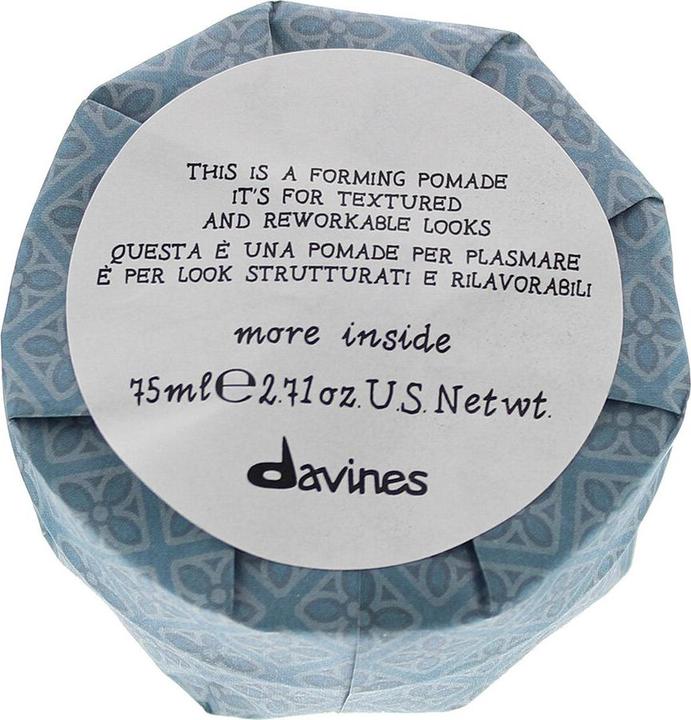 THIS IS A FORMING POMADE
IT'S FOR TEXTURED
AND REWORKABLE LOOKS
QUESTA È UNA POMADE PER PLASMARE
È PER LOOK STRUTTURATI E RILAVORABILI
more inside
75ml℮2.71oz.U.S.Netwt.
davines